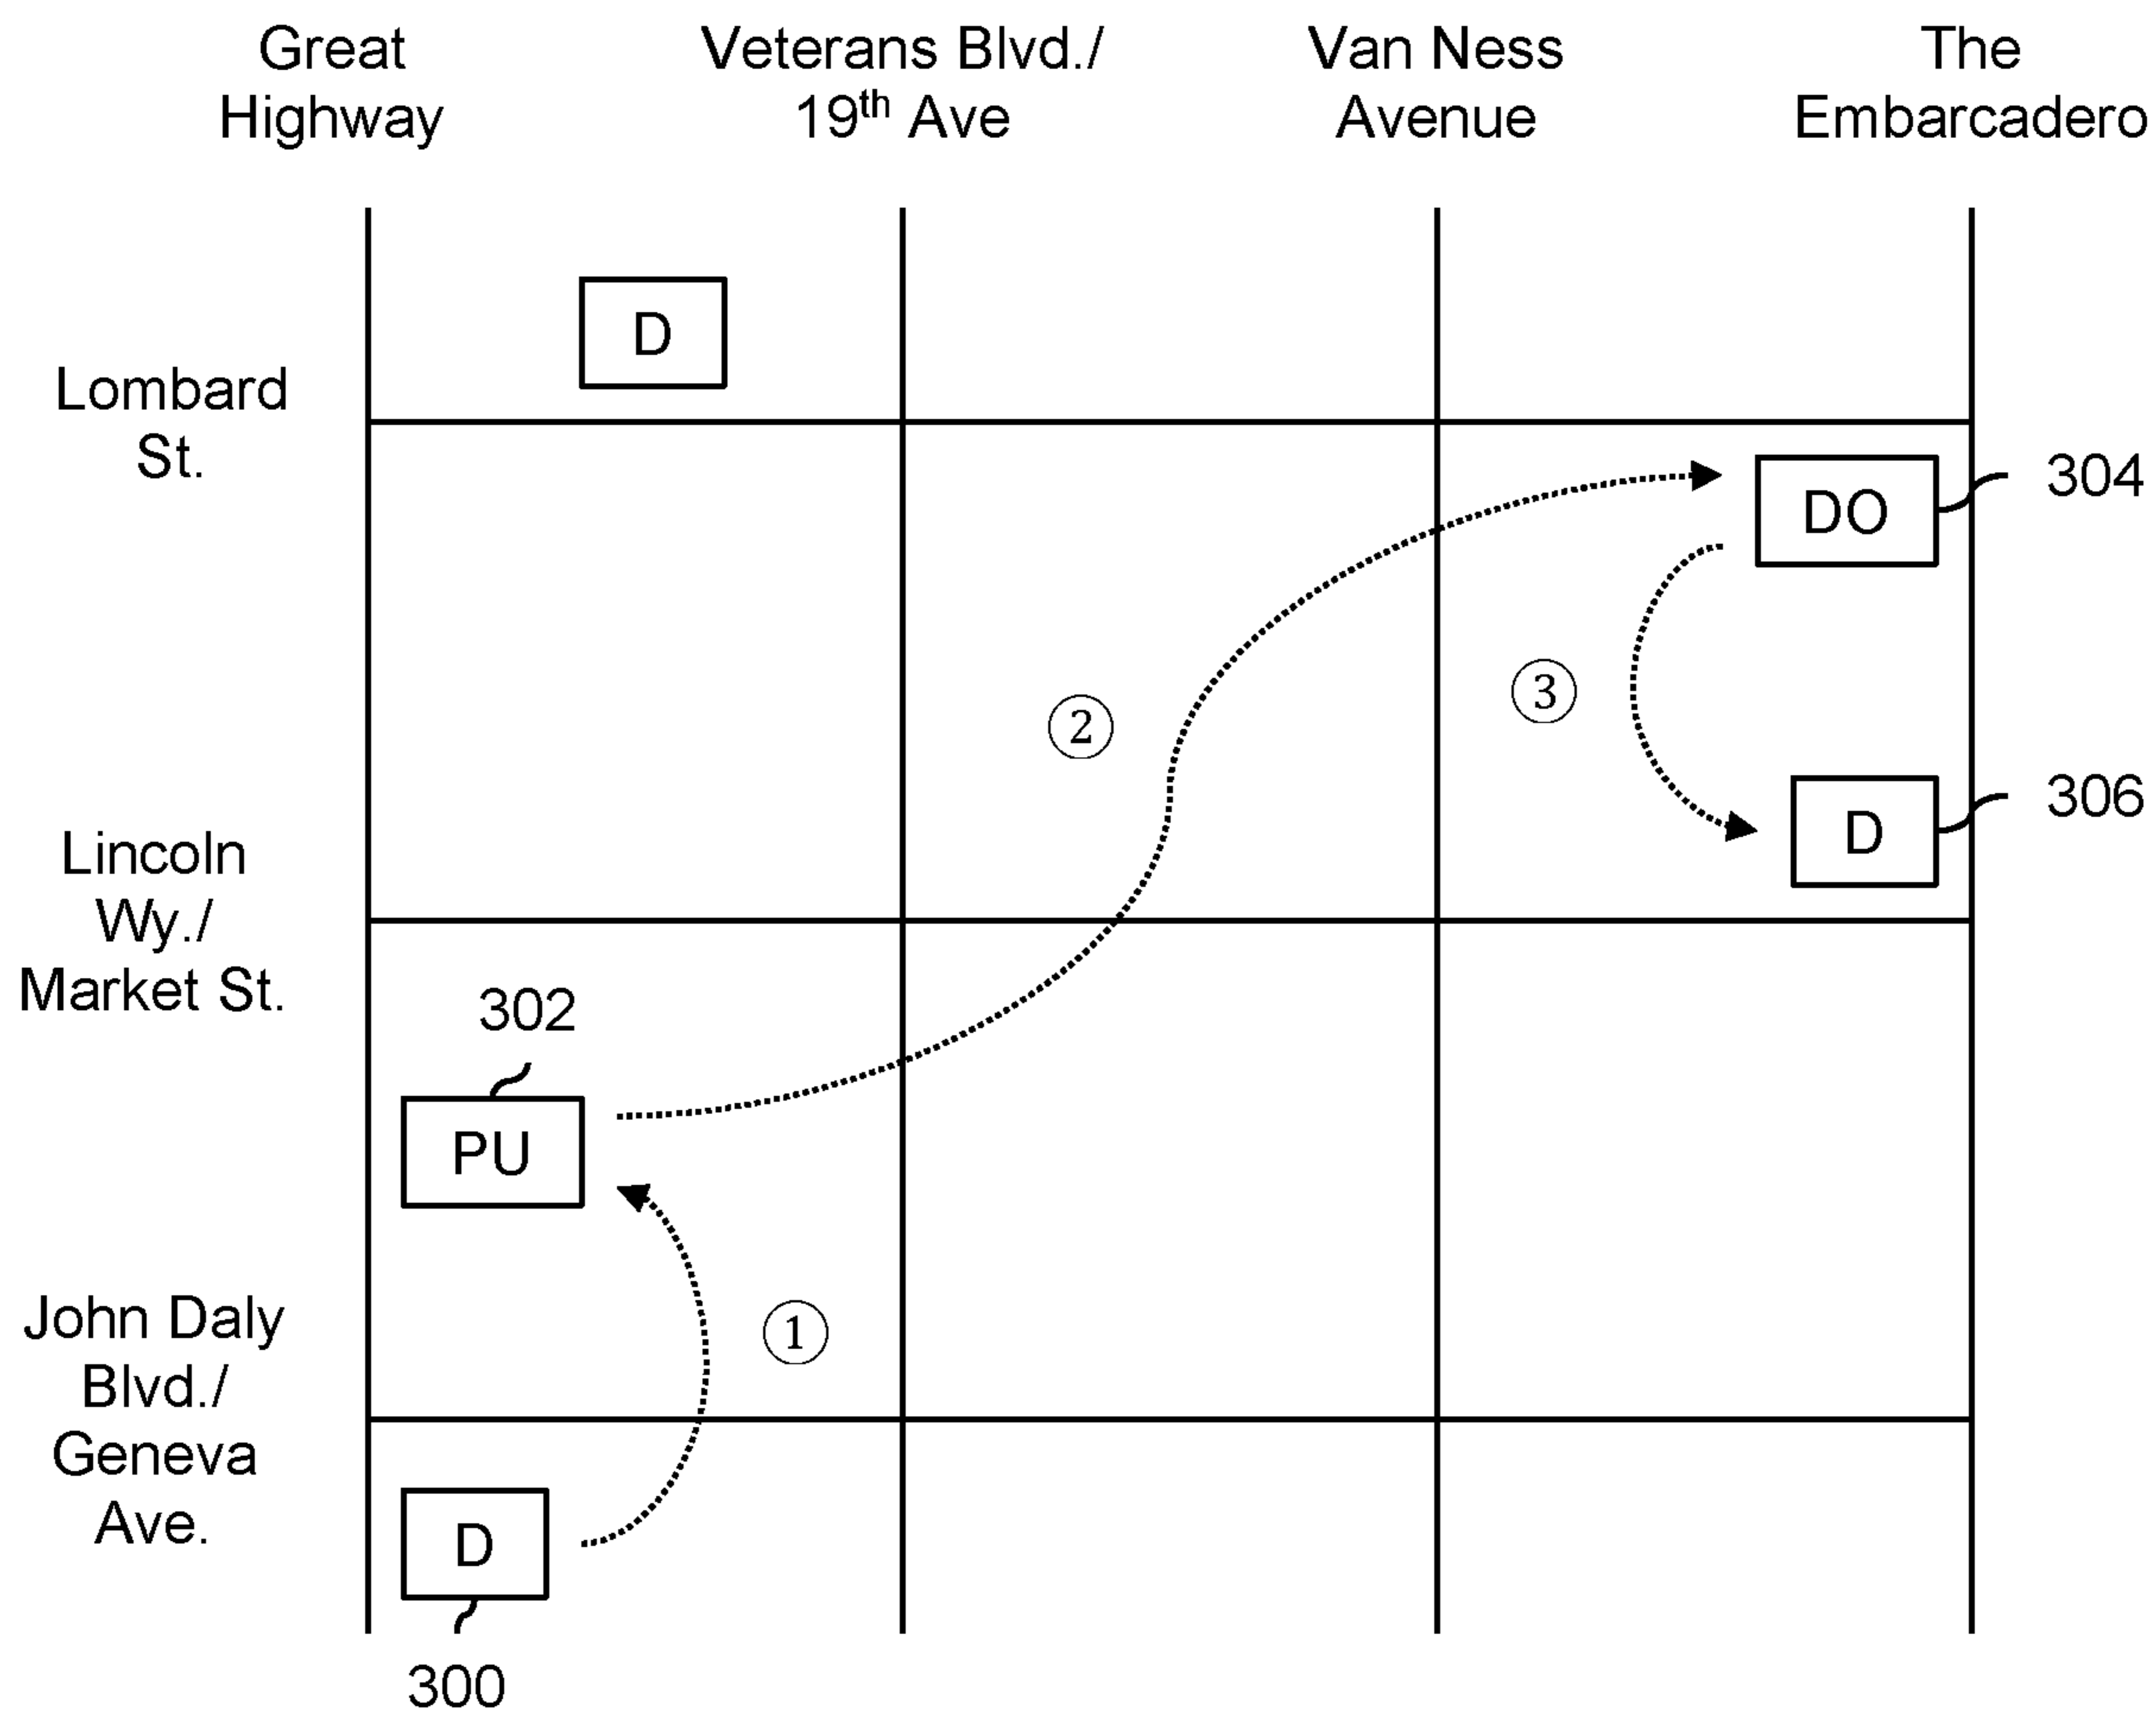 Great
Highway
Veterans Blvd./
19th Ave
Van Ness
Avenue
The
Embarcadero
D
Lombard
St.
DO
304
②
③
D
306
Lincoln
Wy./
Market St.
302
PU
①
John Daly
Blvd./
Geneva
Ave.
D
300